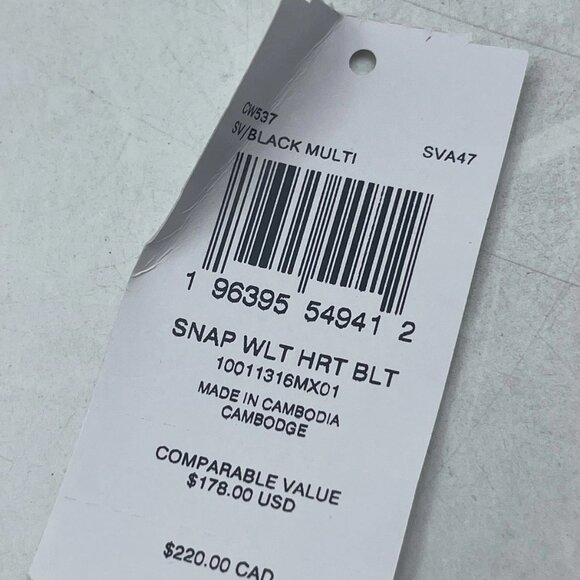 CW537
SV/BLACK MULTI SVA47
1 96395 54941 2
SNAP WLT HRT BLT
10011316MX01
MADE IN CAMBODIA
CAMBODGE
COMPARABLE VALUE
$178.00 USD
$220.00 CAD